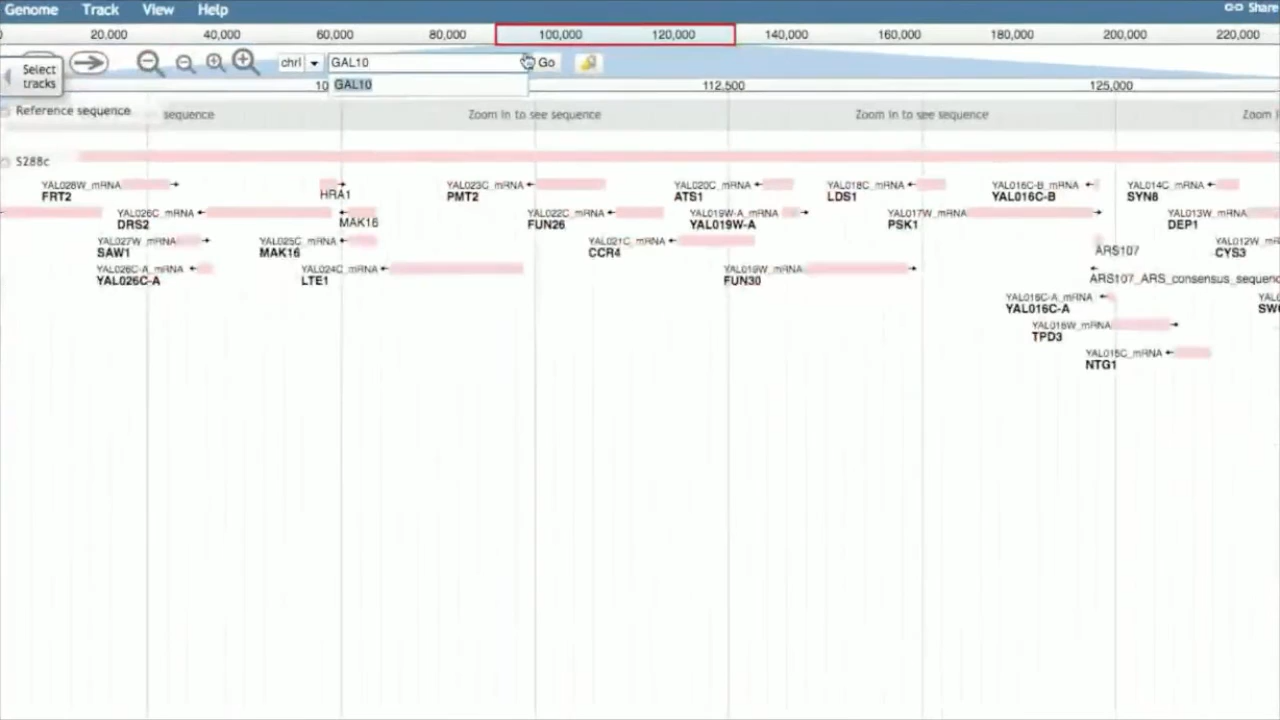 Genome Track View Help Share
0 20,000 40,000 60,000 80,000 100,000 120,000 140,000 160,000 180,000 200,000 220,000
Select tracks
chrI GAL10 Go
GAL10
10 112,500 125,000
Reference sequence sequence Zoom in to see sequence Zoom in to see sequence Zoom in
S288c
YAL028W_mRNA YAL023C_mRNA YAL020C_mRNA YAL018C_mRNA YAL016C-B_mRNA YAL014C_mRNA
FRT2 HRA1 PMT2 ATS1 LDS1 YAL016C-B SYN8
YAL026C_mRNA YAL022C_mRNA YAL019W-A_mRNA YAL017W_mRNA YAL013W_mRNA
DRS2 MAK16 FUN26 YAL019W-A PSK1 DEP1
YAL027W_mRNA YAL025C_mRNA YAL021C_mRNA YAL012W_m
SAW1 MAK16 CCR4 ARS107 CYS3
YAL026C-A_mRNA YAL024C_mRNA YAL019W_mRNA
YAL026C-A LTE1 FUN30 ARS107_ARS_consensus_sequenc
YAL016C-A_mRNA YAL
YAL016C-A SW
YAL016W_mRNA
TPD3
YAL015C_mRNA
NTG1